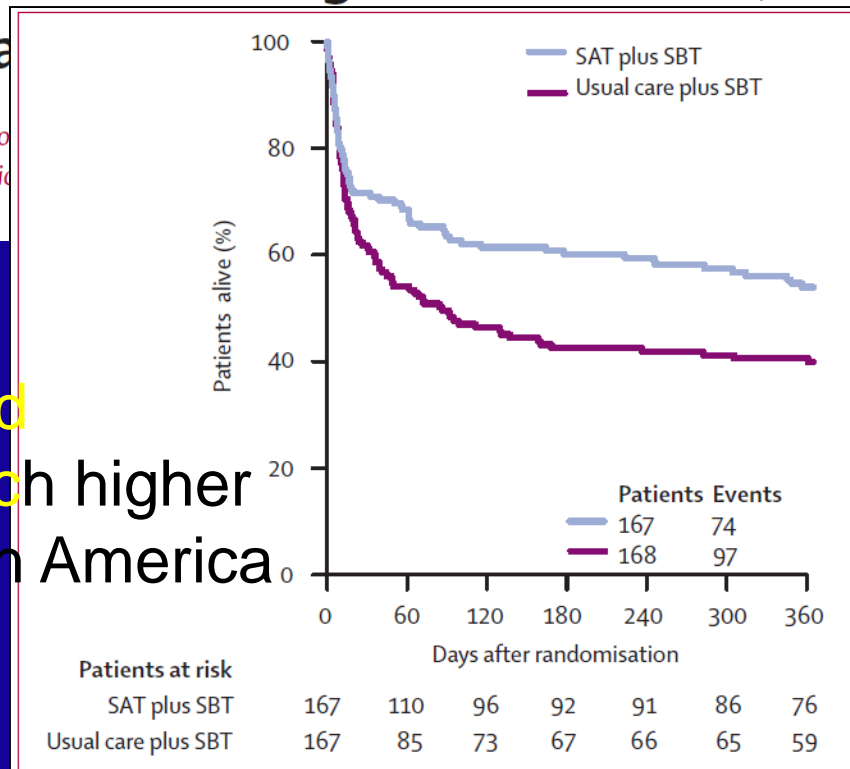 100
SAT plus SBT
Usual care plus SBT
80
60
Patients alive (%)
40
d
ch higher
20
Patients Events
167 74
168 97
n America
0
0 60 120 180 240 300 360
Days after randomisation
Patients at risk
SAT plus SBT 167 110 96 92 91 86 76
Usual care plus SBT 167 85 73 67 66 65 59